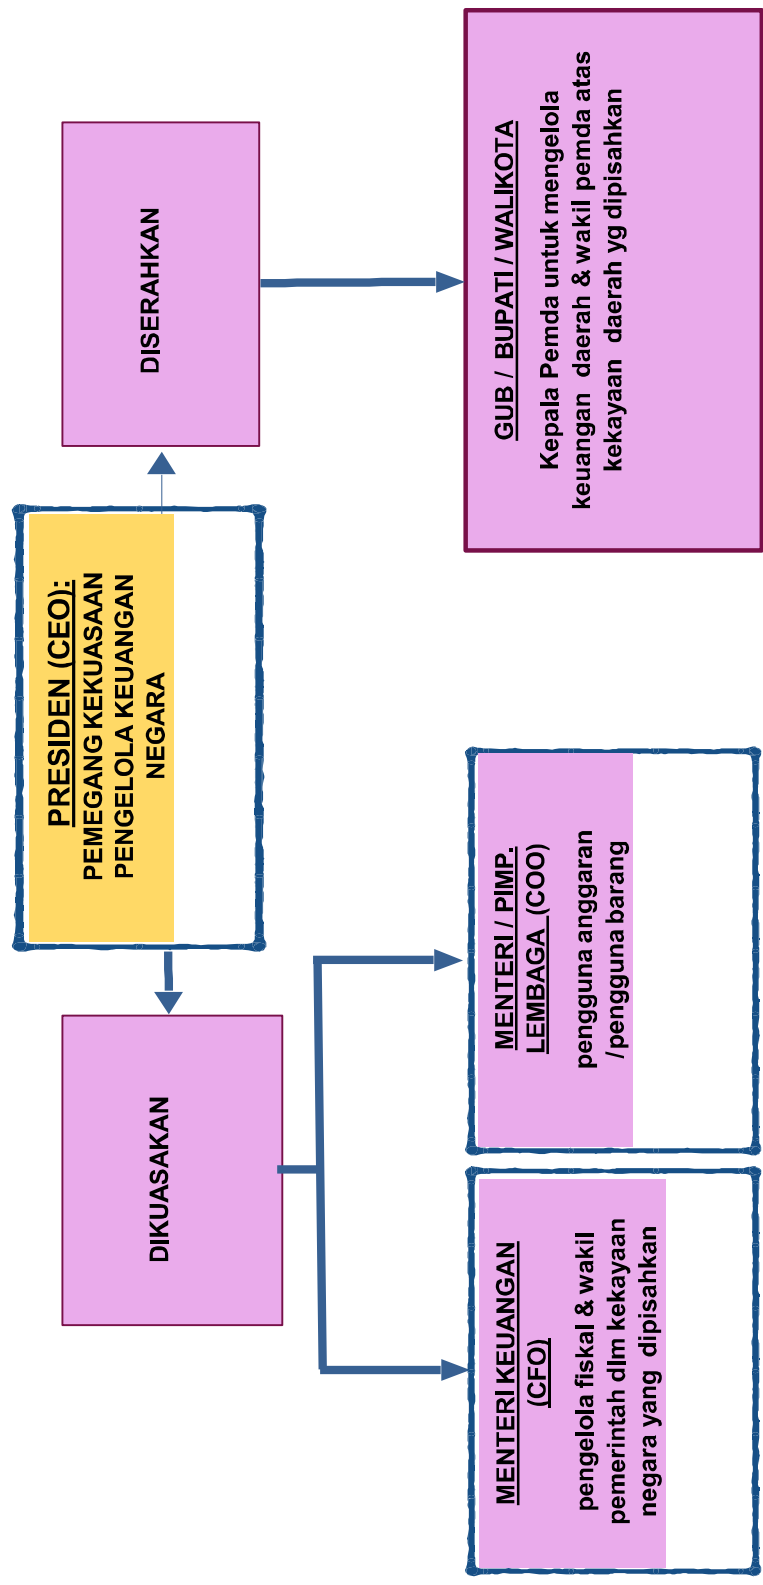 PRESIDEN (CEO):
PEMEGANG KEKUASAAN
PENGELOLA KEUANGAN
NEGARA
DIKUASAKAN
DISERAHKAN
MENTERI KEUANGAN
(CFO)
pengelola fiskal & wakil
pemerintah dlm kekayaan
negara yang dipisahkan
MENTERI / PIMP.
LEMBAGA (COO)
pengguna anggaran
/pengguna barang
GUB / BUPATI / WALIKOTA
Kepala Pemda untuk mengelola
keuangan daerah & wakil pemda atas
kekayaan daerah yg dipisahkan